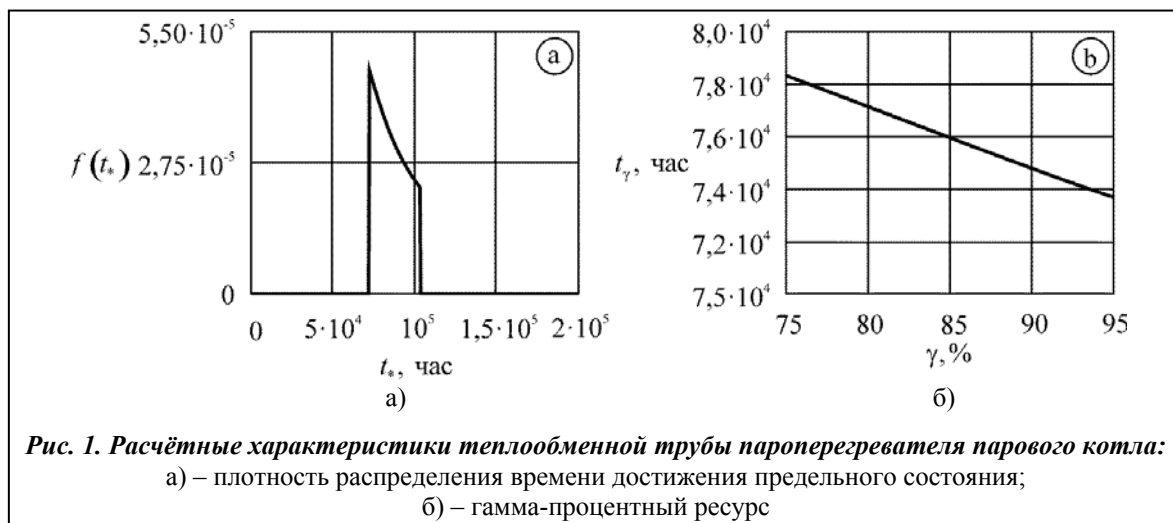 5,50·10⁻⁵
a
f(t*) 2,75·10⁻⁵
0
0 5·10⁴ 10⁵ 1,5·10⁵ 2·10⁵
t*, час
а)
8,0·10⁴
b
7,8·10⁴
7,6·10⁴
tγ, час
7,4·10⁴
7,2·10⁴
7,5·10⁴
75 80 85 90 95
γ,%
б)
Рис. 1. Расчётные характеристики теплообменной трубы пароперегревателя парового котла:
а) – плотность распределения времени достижения предельного состояния;
б) – гамма-процентный ресурс